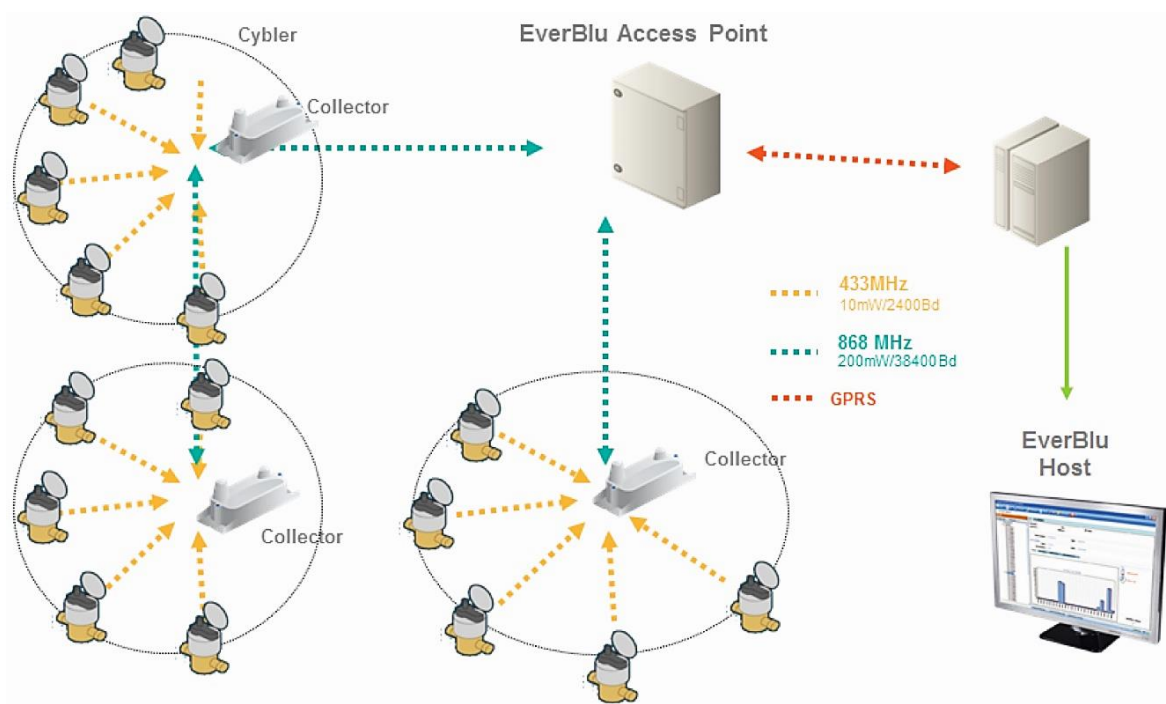 Cybler
EverBlu Access Point
Collector
433MHz
10mW/2400Bd
868 MHz
200mW/38400Bd
GPRS
EverBlu
Host
Collector
Collector